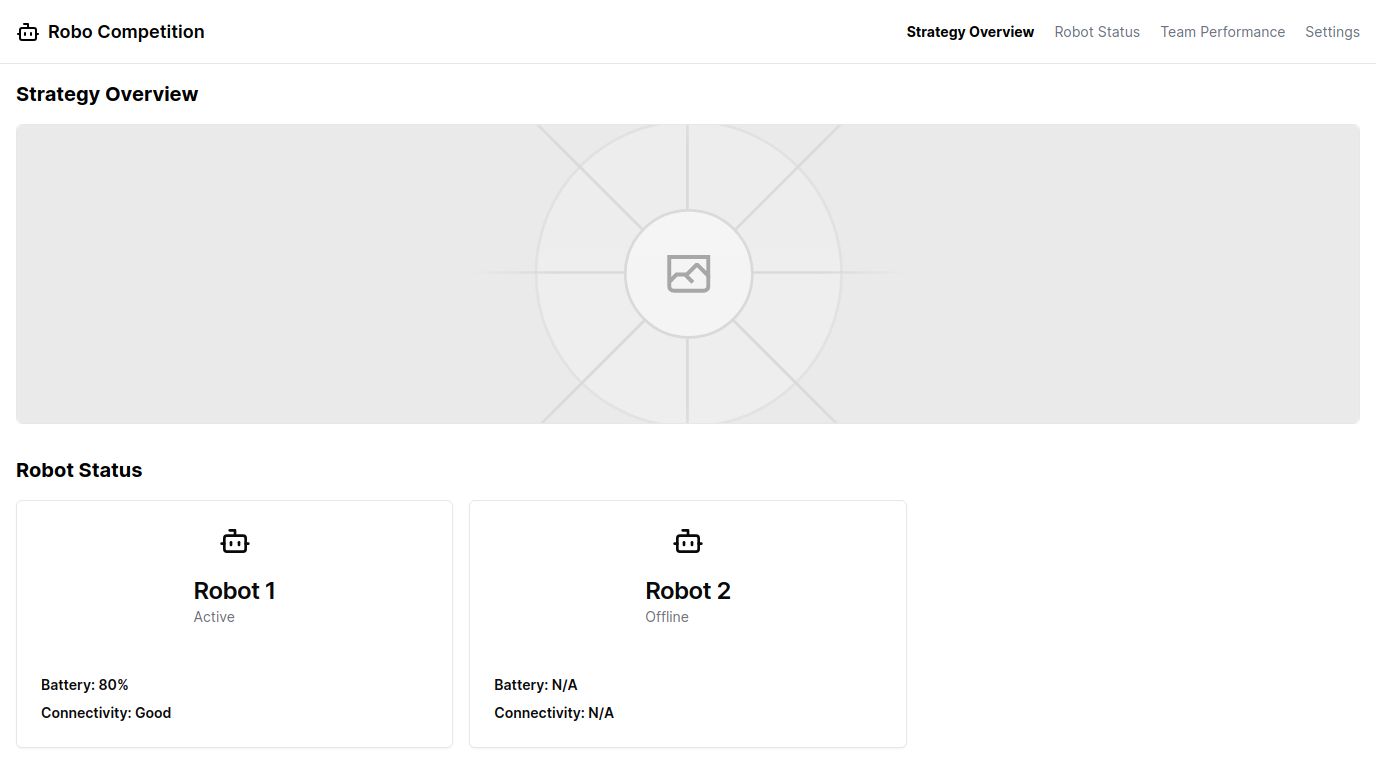 Robo Competition
Strategy Overview
Robot Status
Team Performance
Settings
Strategy Overview
Robot Status
Robot 1
Active
Battery: 80%
Connectivity: Good
Robot 2
Offline
Battery: N/A
Connectivity: N/A